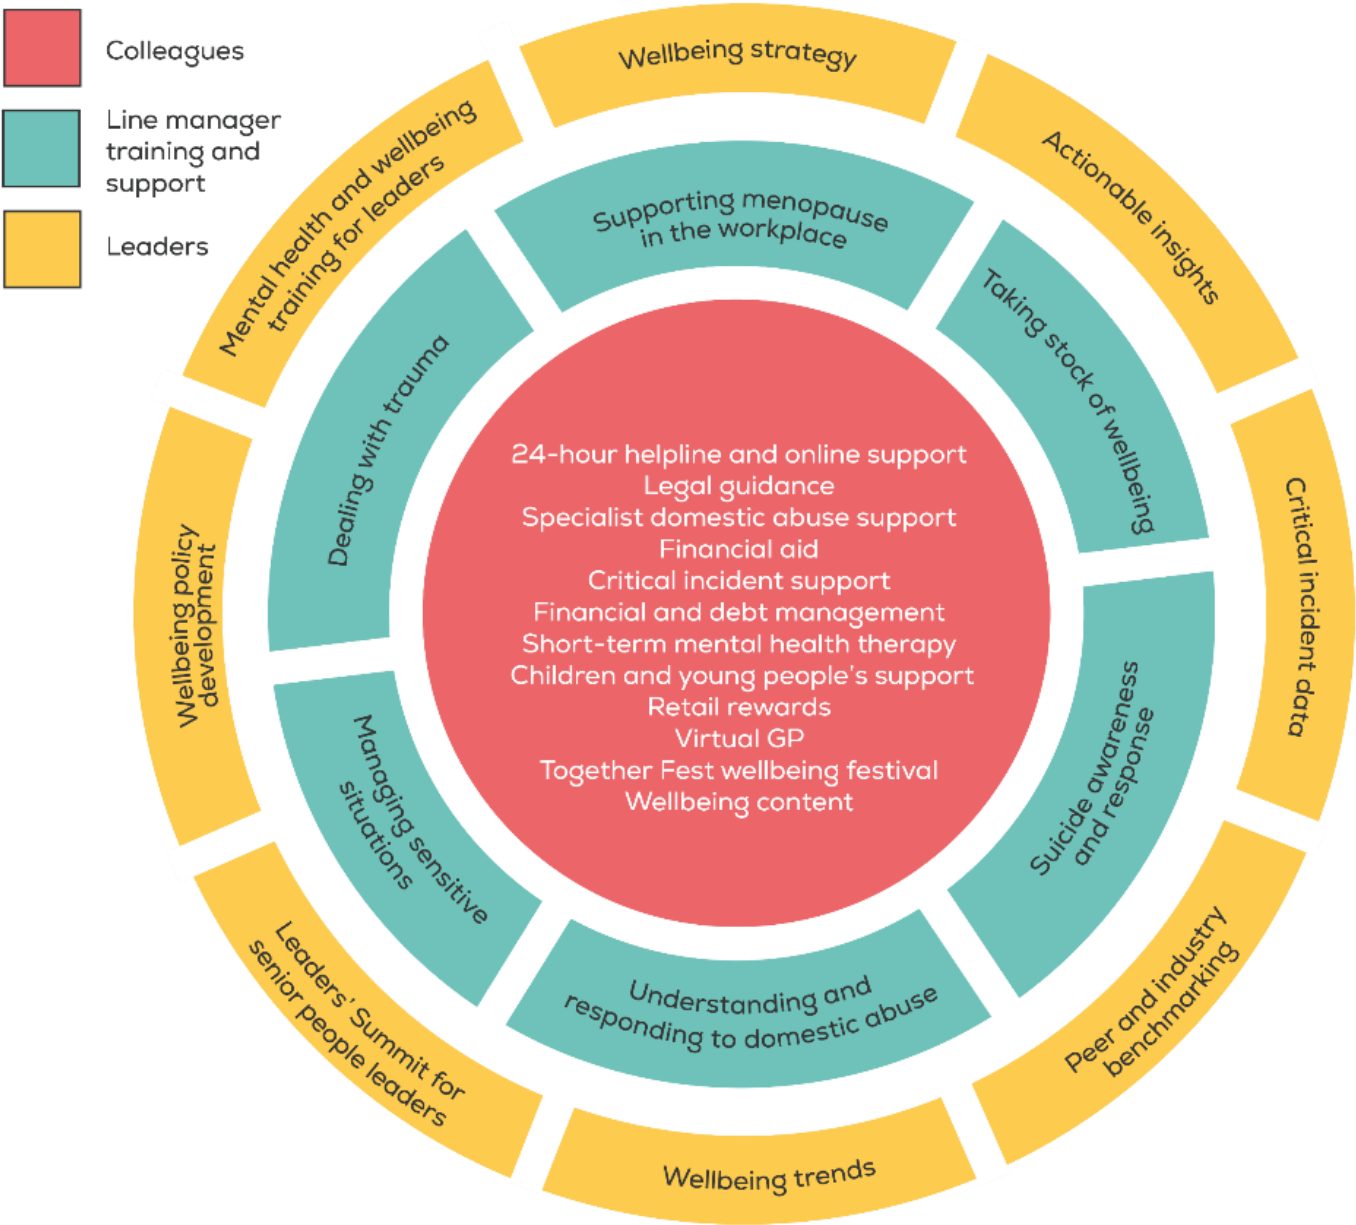 Colleagues
Line manager
training and
support
Leaders
Wellbeing strategy
Actionable insights
Critical incident data
Peer and industry
benchmarking
Wellbeing trends
Leaders' Summit for
senior people leaders
Wellbeing policy
development
Mental health and wellbeing
training for leaders
Supporting menopause
in the workplace
Taking stock of wellbeing
Suicide awareness
and response
Understanding and
responding to domestic abuse
Managing sensitive
situations
Dealing with trauma
24-hour helpline and online support
Legal guidance
Specialist domestic abuse support
Financial aid
Critical incident support
Financial and debt management
Short-term mental health therapy
Children and young people's support
Retail rewards
Virtual GP
Together Fest wellbeing festival
Wellbeing content